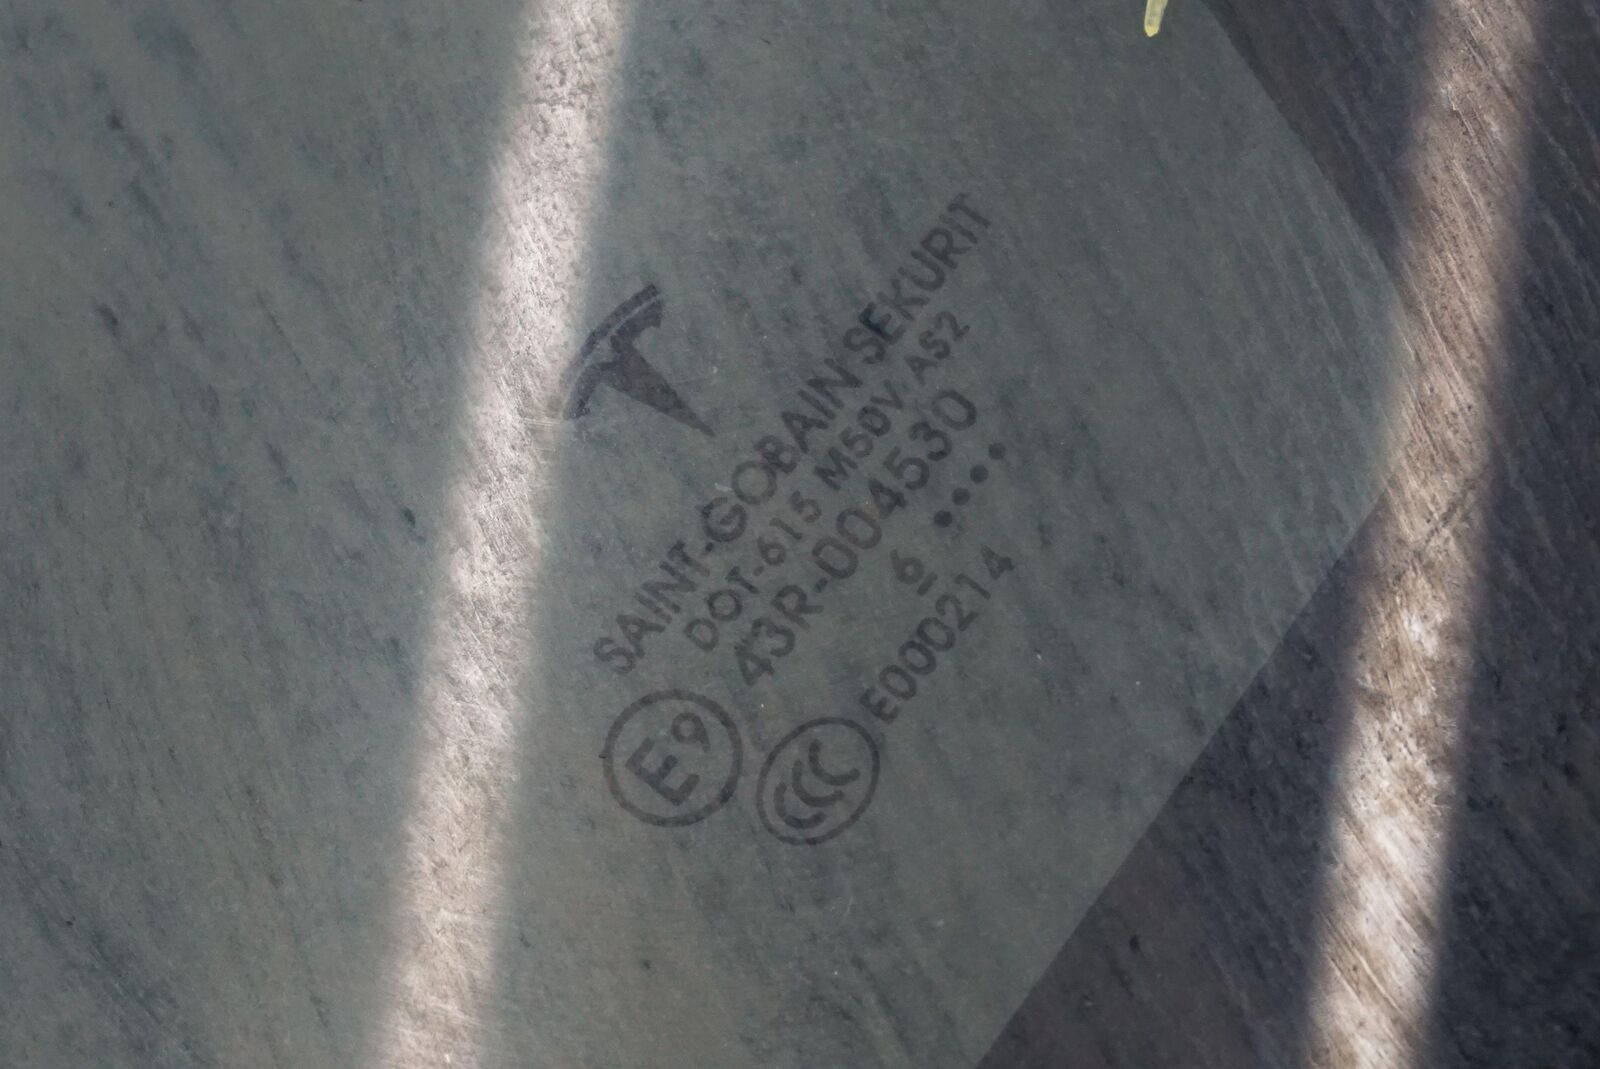 SAINT-GOBAIN SEKURIT
DOT-615 M50V AS2
43R-004530
6
E9
CCC E000214